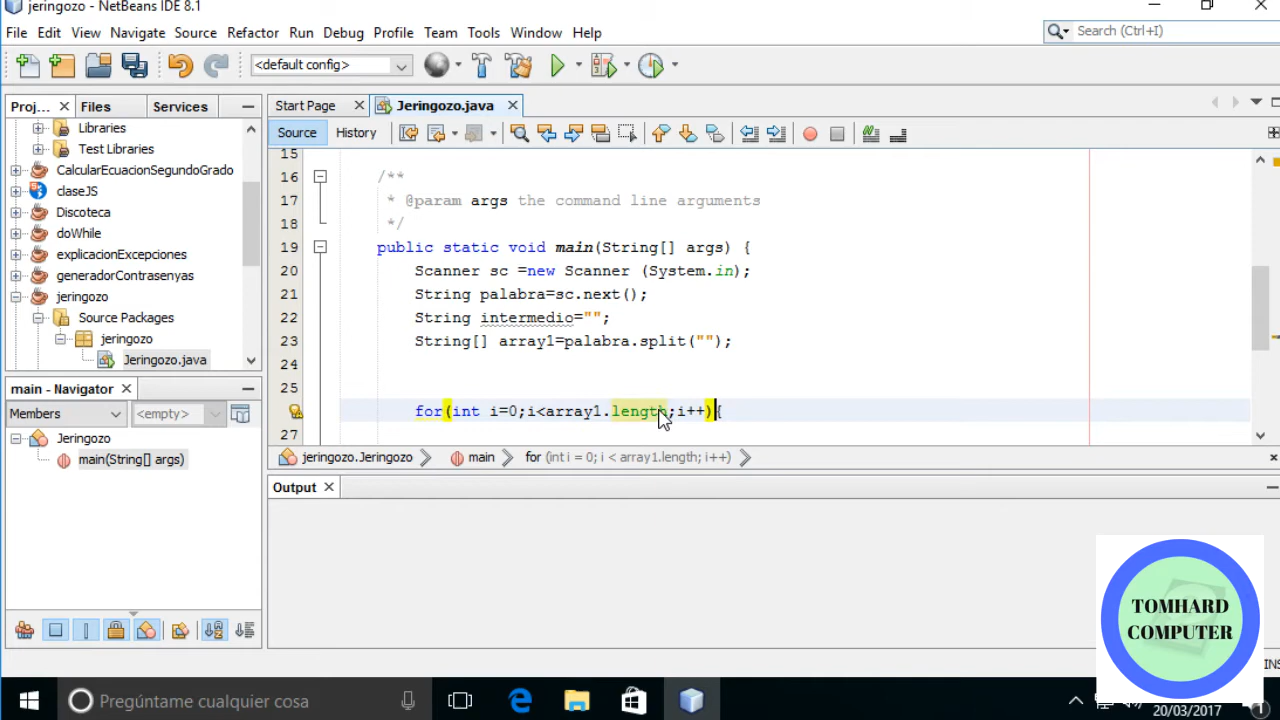 jeringozo - NetBeans IDE 8.1
File Edit View Navigate Source Refactor Run Debug Profile Team Tools Window Help
Search (Ctrl+I)
<default config>
Proj... Files Services
Start Page Jeringozo.java
Source History
Libraries
Test Libraries
CalcularEcuacionSegundoGrado
claseJS
Discoteca
doWhile
explicacionExcepciones
generadorContrasenyas
jeringozo
Source Packages
jeringozo
Jeringozo.java
15
16 /**
17 * @param args the command line arguments
18 */
19 public static void main(String[] args) {
20 Scanner sc =new Scanner (System.in);
21 String palabra=sc.next();
22 String intermedio="";
23 String[] array1=palabra.split("");
24
25
for(int i=0;i<array1.length;i++){
27
main - Navigator
Members <empty>
Jeringozo
main(String[] args)
jeringozo.Jeringozo main for (int i = 0; i < array1.length; i++)
Output
TOMHARD
COMPUTER
INS
Pregúntame cualquier cosa
20/03/2017
1